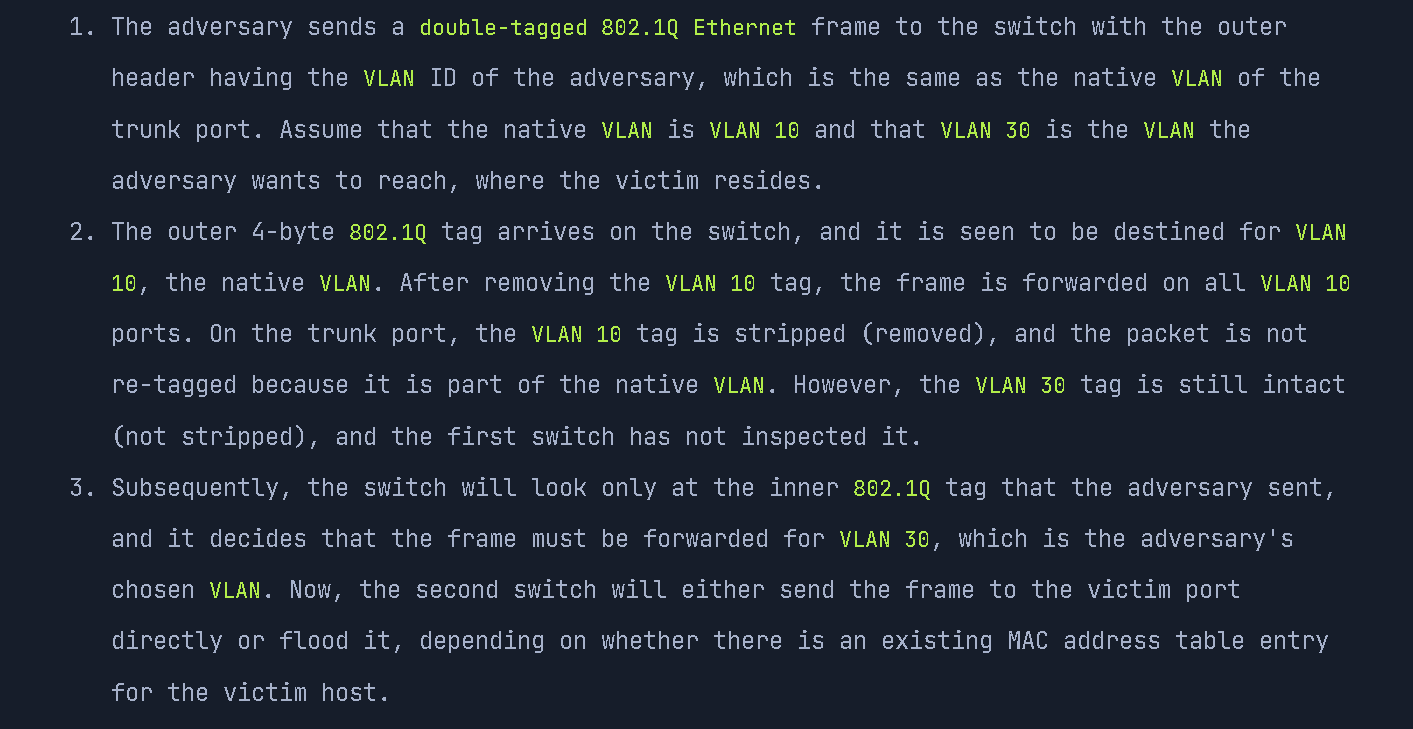 1. The adversary sends a double-tagged 802.1Q Ethernet frame to the switch with the outer
header having the VLAN ID of the adversary, which is the same as the native VLAN of the
trunk port. Assume that the native VLAN is VLAN 10 and that VLAN 30 is the VLAN the
adversary wants to reach, where the victim resides.
2. The outer 4-byte 802.1Q tag arrives on the switch, and it is seen to be destined for VLAN
10, the native VLAN. After removing the VLAN 10 tag, the frame is forwarded on all VLAN 10
ports. On the trunk port, the VLAN 10 tag is stripped (removed), and the packet is not
re-tagged because it is part of the native VLAN. However, the VLAN 30 tag is still intact
(not stripped), and the first switch has not inspected it.
3. Subsequently, the switch will look only at the inner 802.1Q tag that the adversary sent,
and it decides that the frame must be forwarded for VLAN 30, which is the adversary's
chosen VLAN. Now, the second switch will either send the frame to the victim port
directly or flood it, depending on whether there is an existing MAC address table entry
for the victim host.